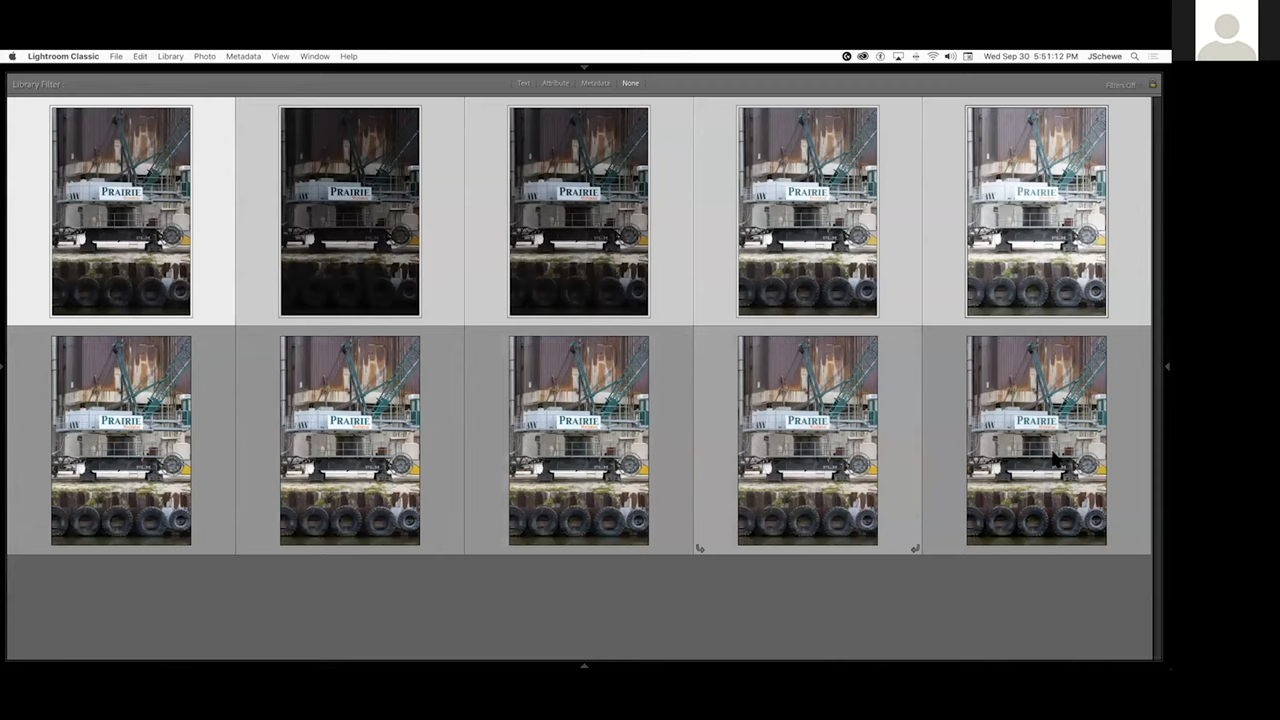 Lightroom Classic File Edit Library Photo Metadata View Window Help Wed Sep 30 5:51:12 PM JSchewe
Library Filter : Text Attribute Metadata None Filters Off
PRAIRIE PRAIRIE PRAIRIE PRAIRIE PRAIRIE
PRAIRIE PRAIRIE PRAIRIE PRAIRIE PRAIRIE